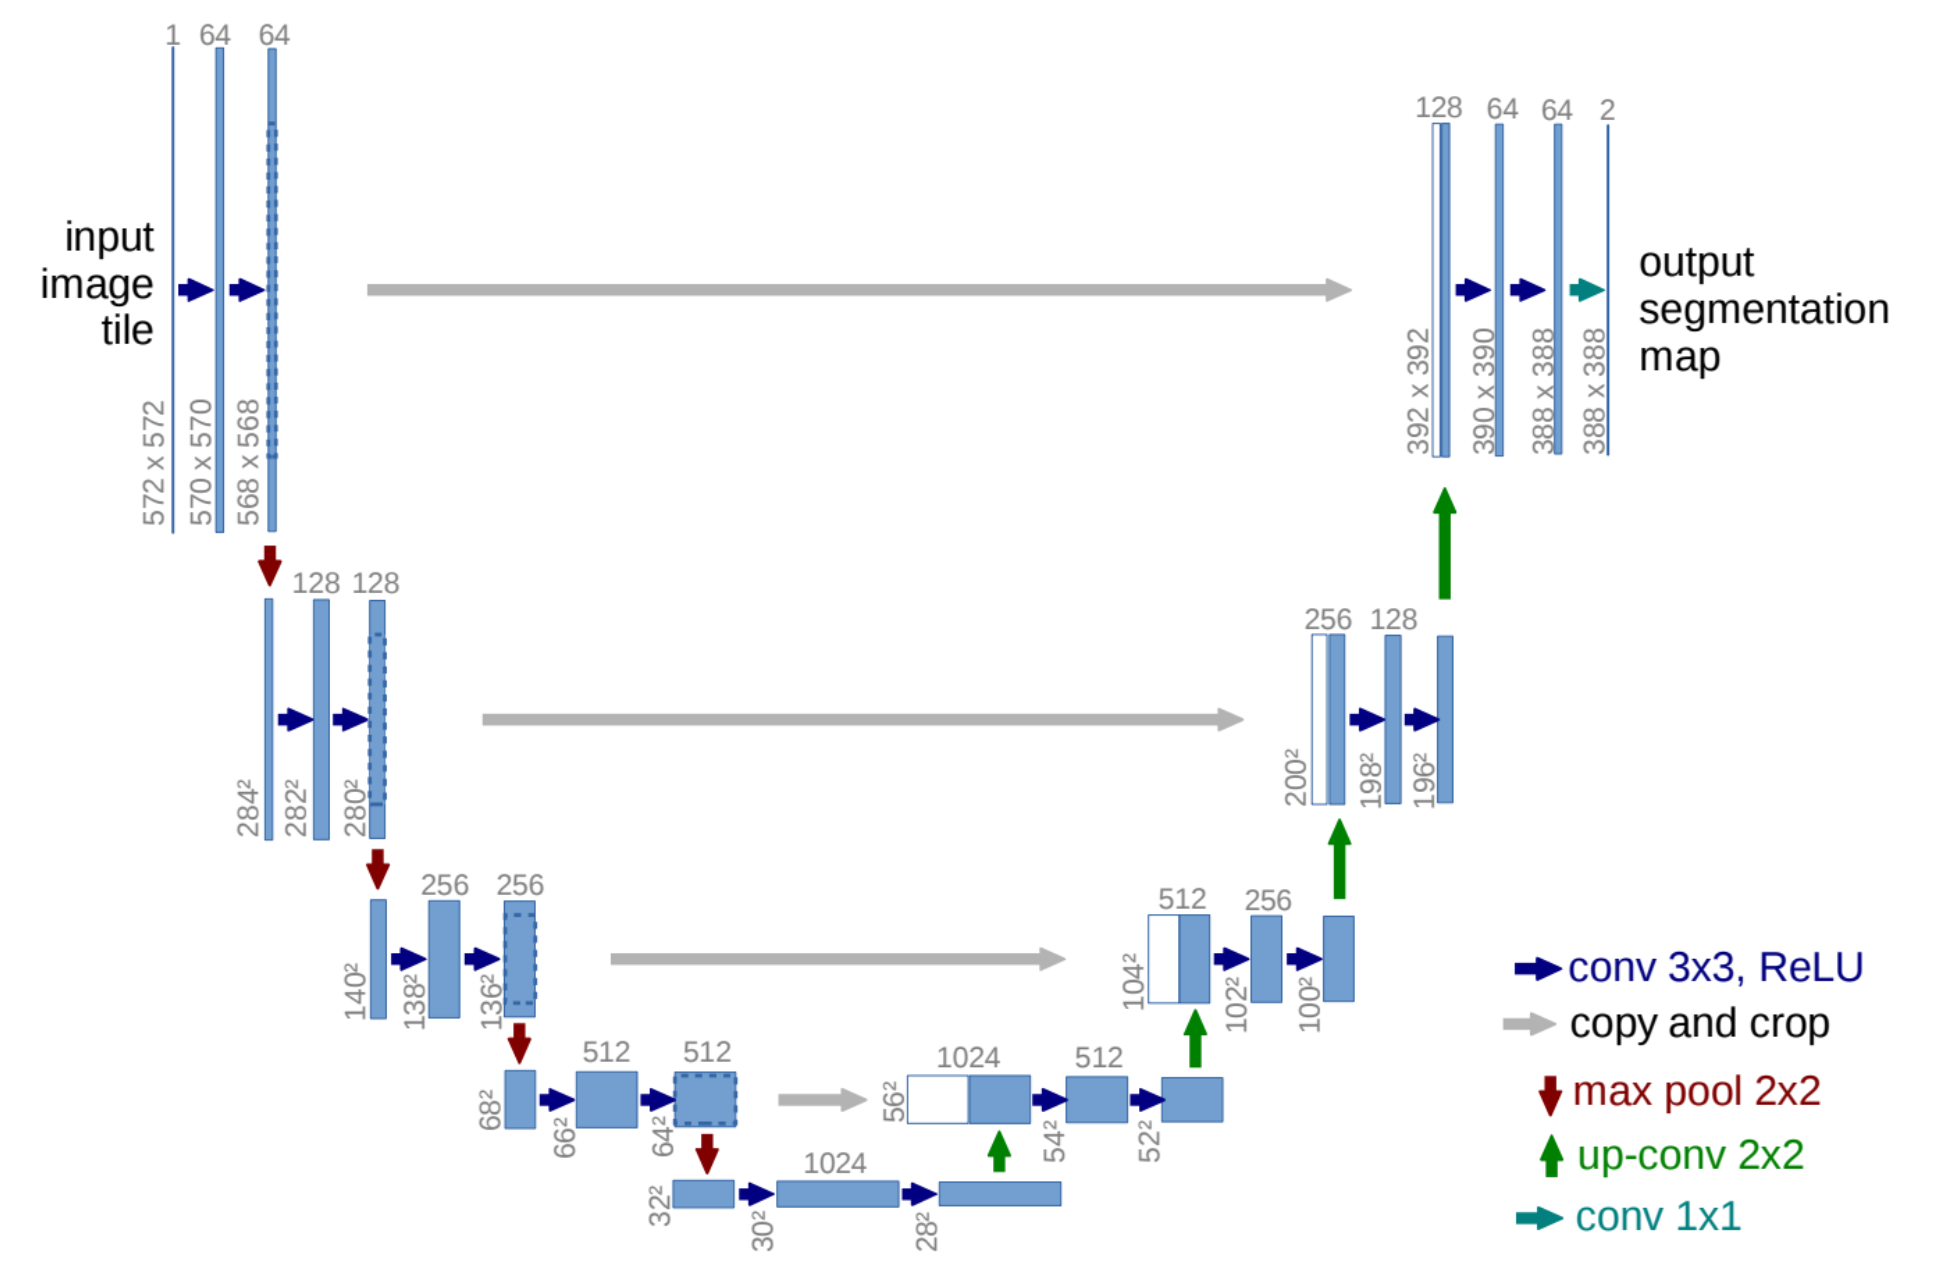 1 64 64
128 64 64 2
input
image
tile
output
segmentation
map
572 x 572
570 x 570
568 x 568
392 x 392
390 x 390
388 x 388
388 x 388
128 128
256 128
284²
282²
280²
200²
198²
196²
256 256
512 256
140²
138²
136²
104²
102²
100²
512 512
1024 512
68²
66²
64²
56²
54²
52²
1024
32²
30²
28²
conv 3x3, ReLU
copy and crop
max pool 2x2
up-conv 2x2
conv 1x1